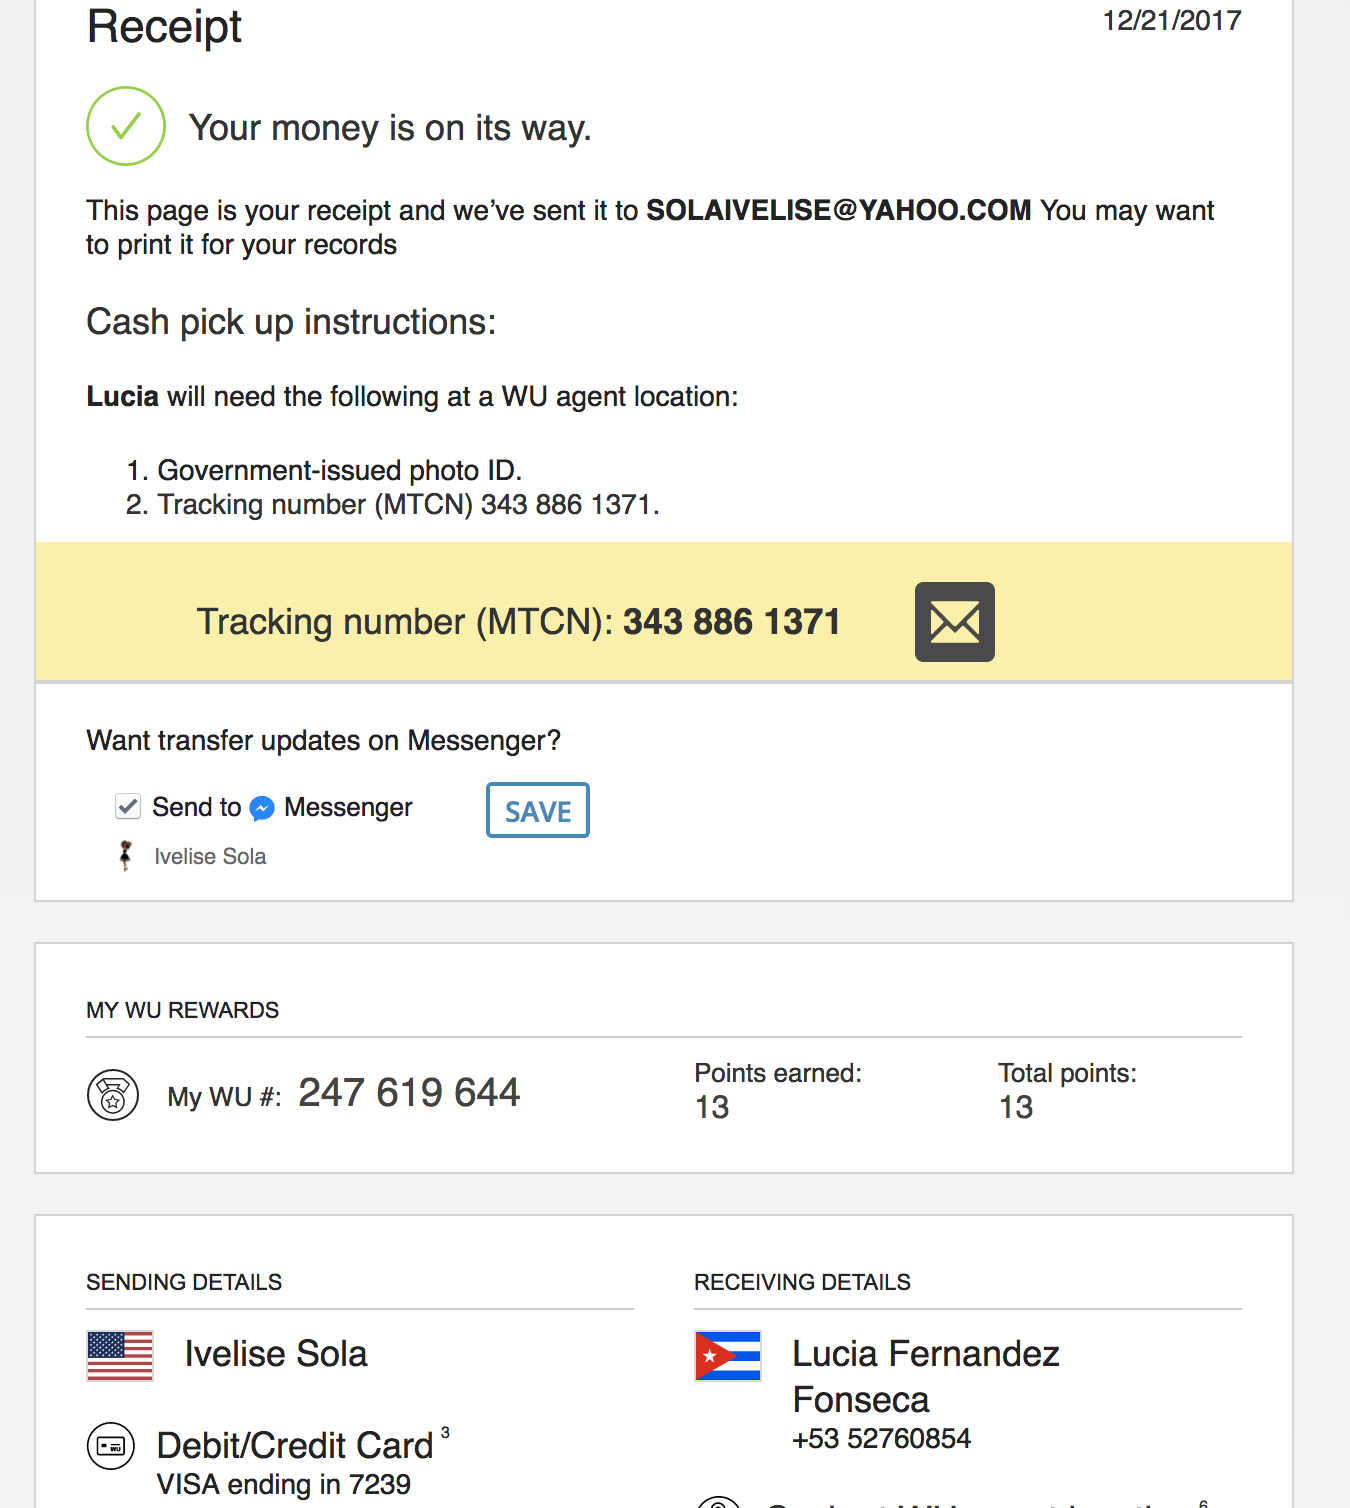 Receipt
12/21/2017
Your money is on its way.
This page is your receipt and we’ve sent it to SOLAIVELISE@YAHOO.COM You may want
to print it for your records
Cash pick up instructions:
Lucia will need the following at a WU agent location:
1. Government-issued photo ID.
2. Tracking number (MTCN) 343 886 1371.
Tracking number (MTCN): 343 886 1371
Want transfer updates on Messenger?
Send to Messenger
SAVE
Ivelise Sola
MY WU REWARDS
My WU #: 247 619 644
Points earned:
13
Total points:
13
SENDING DETAILS
Ivelise Sola
Debit/Credit Card 3
VISA ending in 7239
RECEIVING DETAILS
Lucia Fernandez
Fonseca
+53 52760854